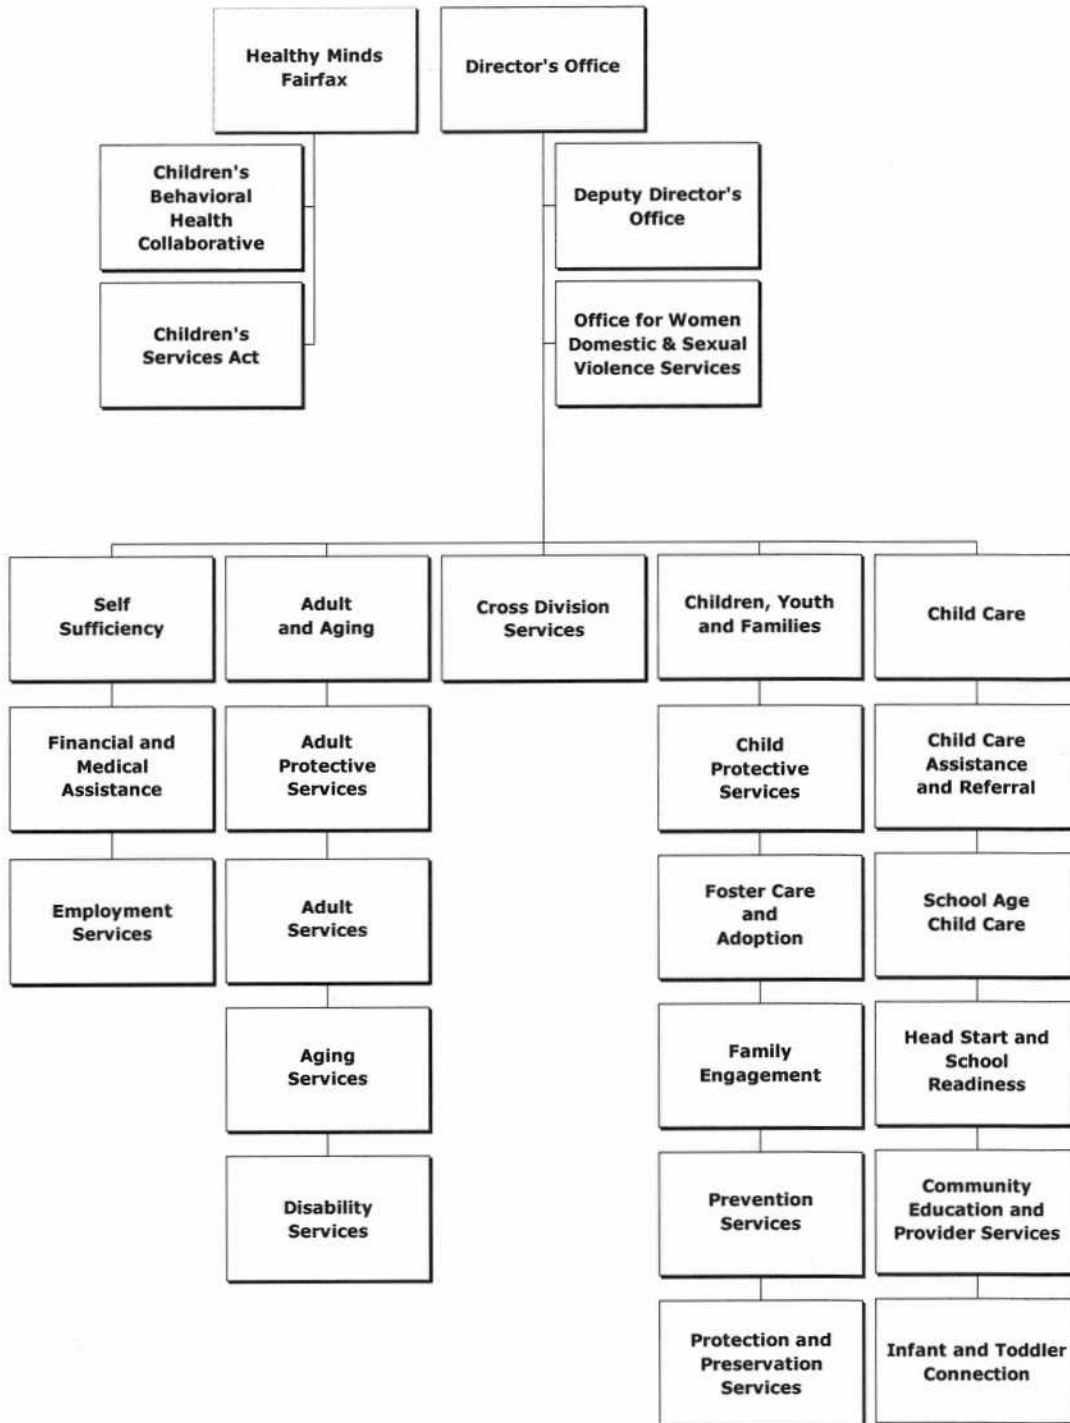 Healthy Minds
Fairfax
Director's Office
Children's
Behavioral
Health
Collaborative
Deputy Director's
Office
Children's
Services Act
Office for Women
Domestic & Sexual
Violence Services
Self
Sufficiency
Adult
and Aging
Cross Division
Services
Children, Youth
and Families
Child Care
Financial and
Medical
Assistance
Adult
Protective
Services
Child
Protective
Services
Child Care
Assistance
and Referral
Employment
Services
Adult
Services
Foster Care
and
Adoption
School Age
Child Care
Aging
Services
Family
Engagement
Head Start and
School
Readiness
Disability
Services
Prevention
Services
Community
Education and
Provider Services
Protection and
Preservation
Services
Infant and Toddler
Connection